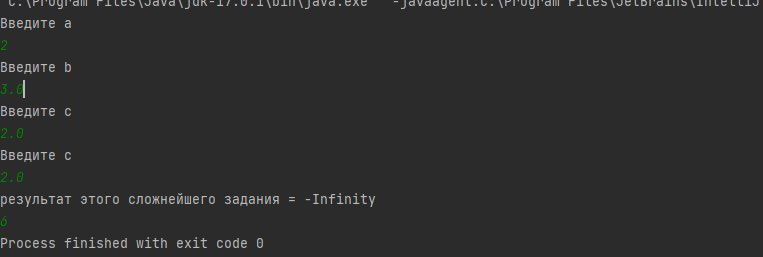 C:\Program Files\Java\jdk-17.0.1\bin\java.exe" "-javaagent:C:\Program Files\JetBrains\IntelliJ
Введите a
2
Введите b
3.0
Введите c
2.0
Введите c
2.0
результат этого сложнейшего задания = -Infinity
6
Process finished with exit code 0